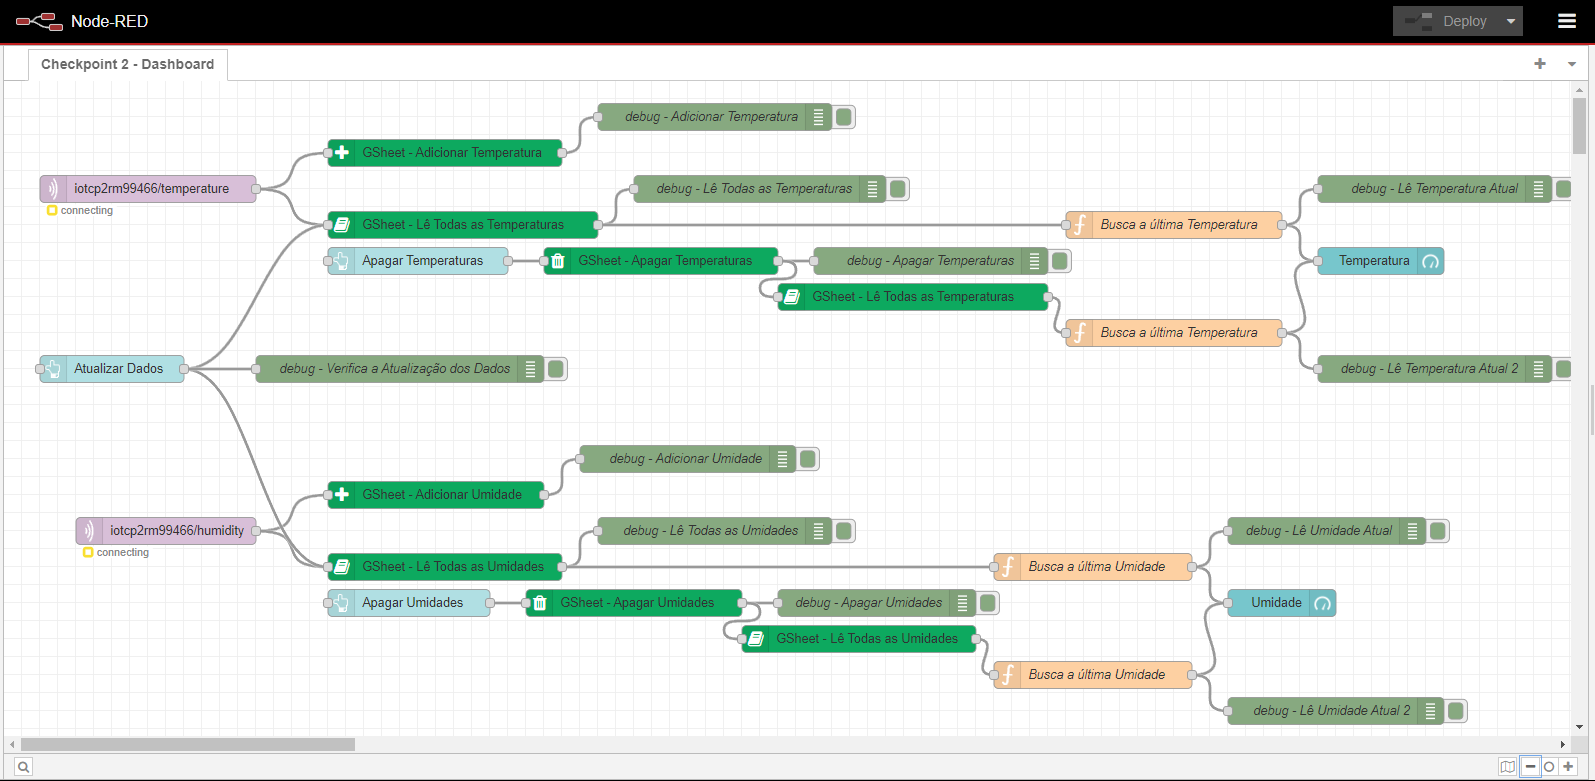 Node-RED
Deploy
Checkpoint 2 - Dashboard
debug - Adicionar Temperatura
GSheet - Adicionar Temperatura
iotcp2rm99466/temperature
connecting
debug - Lê Todas as Temperaturas
debug - Lê Temperatura Atual
GSheet - Lê Todas as Temperaturas
Busca a última Temperatura
Apagar Temperaturas
GSheet - Apagar Temperaturas
debug - Apagar Temperaturas
Temperatura
GSheet - Lê Todas as Temperaturas
Busca a última Temperatura
Atualizar Dados
debug - Verifica a Atualização dos Dados
debug - Lê Temperatura Atual 2
debug - Adicionar Umidade
GSheet - Adicionar Umidade
iotcp2rm99466/humidity
connecting
debug - Lê Todas as Umidades
debug - Lê Umidade Atual
GSheet - Lê Todas as Umidades
Busca a última Umidade
Apagar Umidades
GSheet - Apagar Umidades
debug - Apagar Umidades
Umidade
GSheet - Lê Todas as Umidades
Busca a última Umidade
debug - Lê Umidade Atual 2